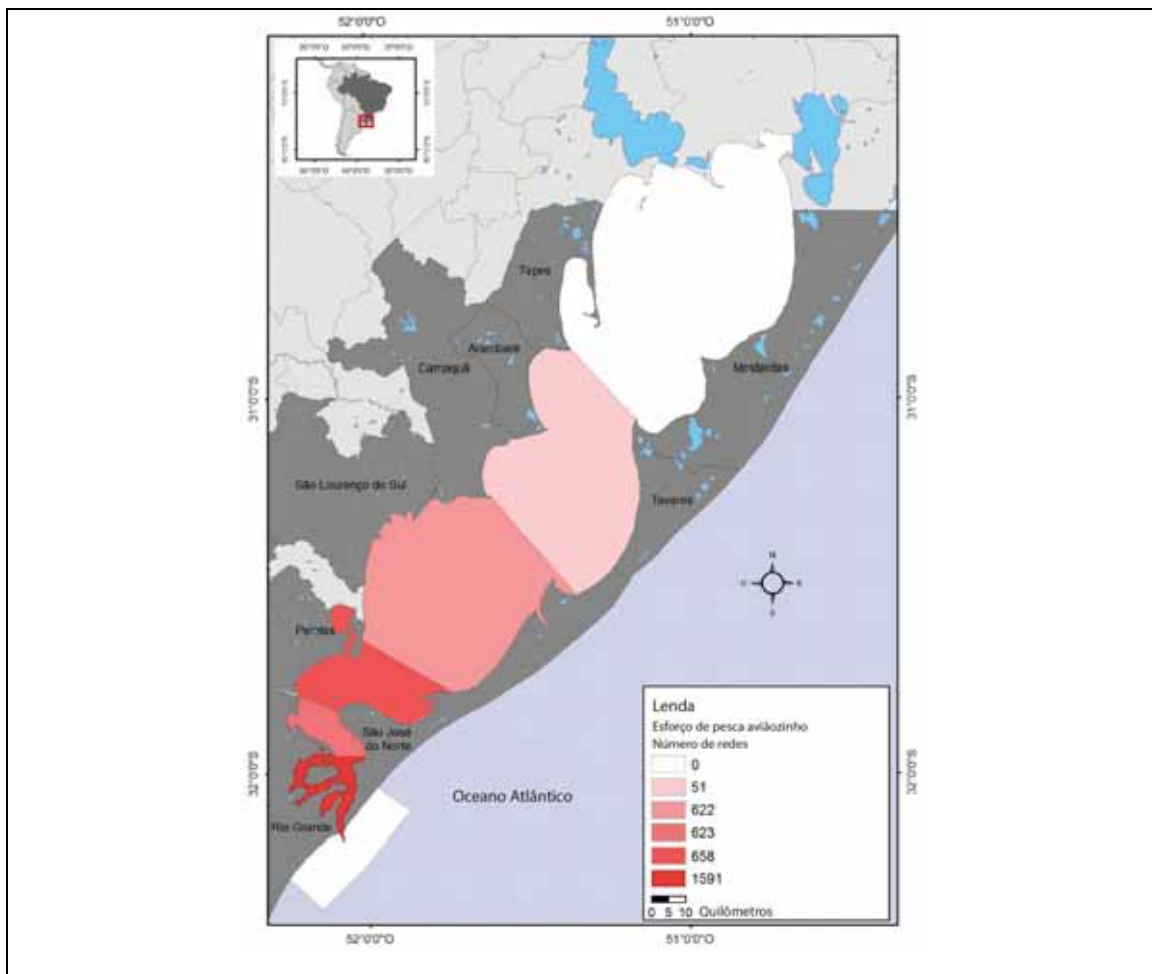 52°0'0"O 51°0'0"O
Tapes
Arambaré
Camaquã
Mostardas
31°0'0"S 31°0'0"S
São Lourenço do Sul
Tavares
N
O E
S
Pelotas
São José
do Norte
32°0'0"S 32°0'0"S
Rio Grande
Oceano Atlântico
Lenda
Esforço de pesca aviãozinho
Número de redes
0
51
622
623
658
1591
0 5 10 Quilômetros
52°0'0"O 51°0'0"O